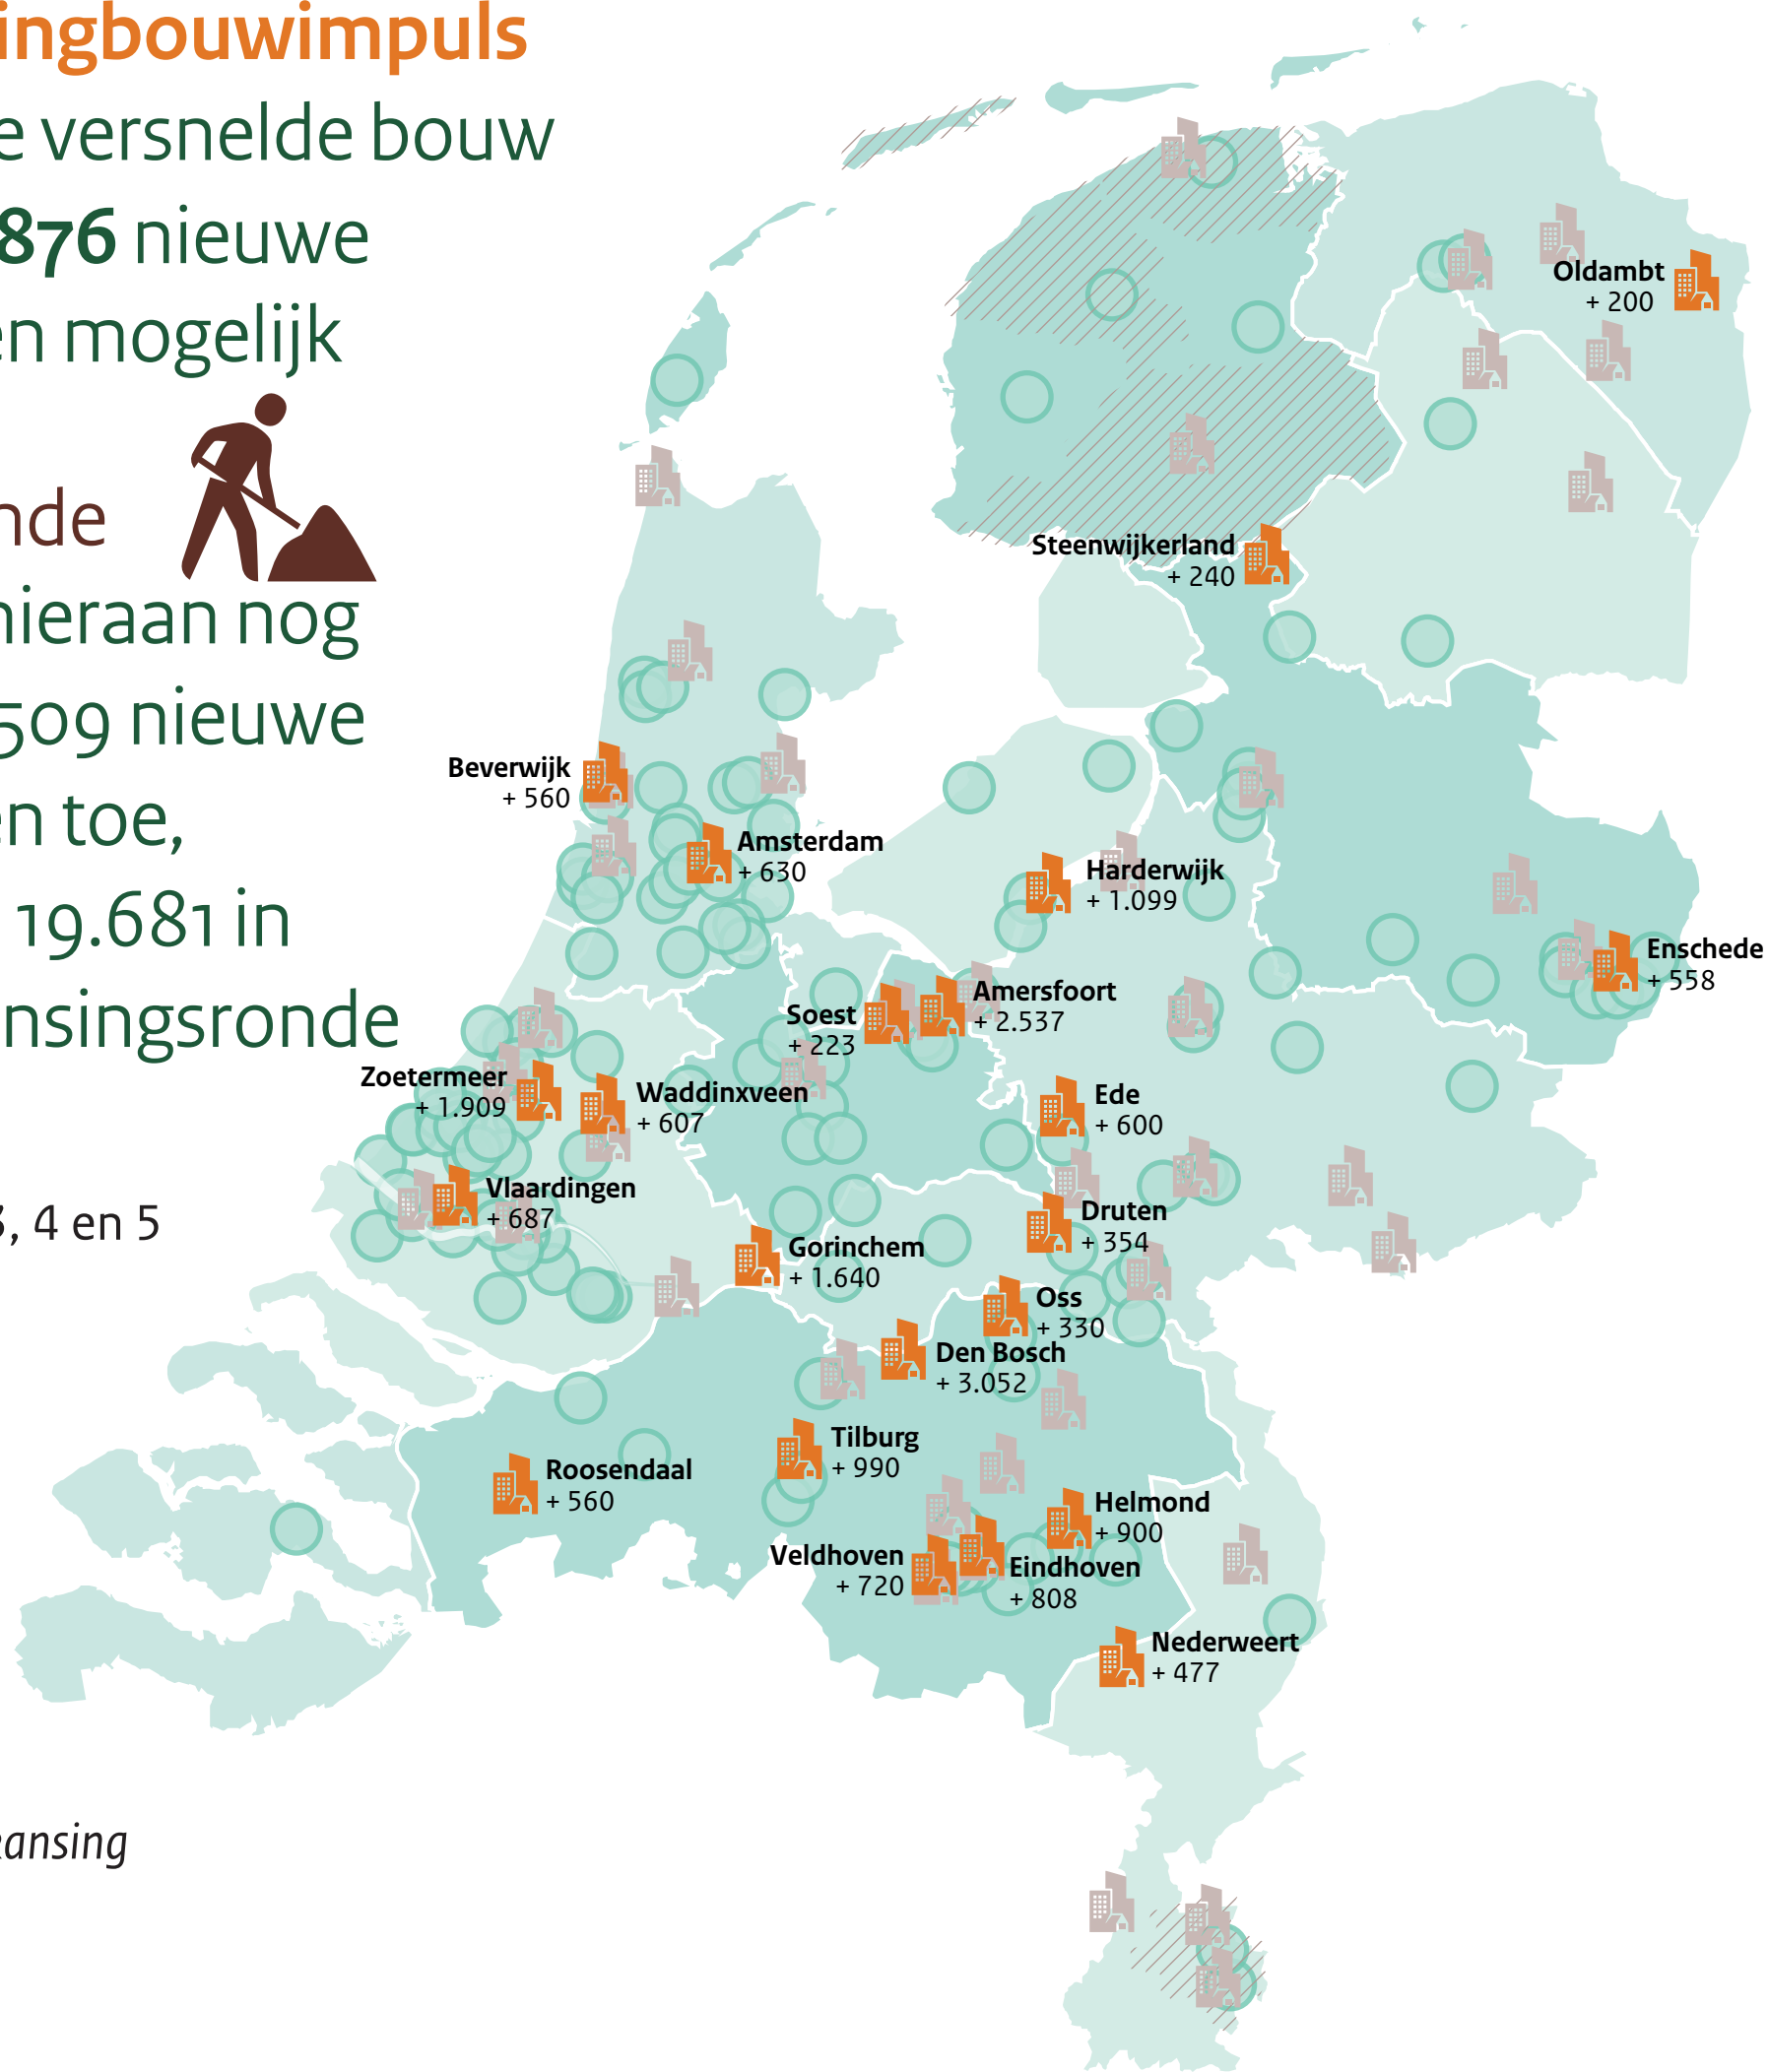 ingbouwimpuls
e versnelde bouw
876 nieuwe
en mogelijk
nde
hieraan nog
509 nieuwe
en toe,
19.681 in
nsingsronde
3, 4 en 5
ansing
Oldambt
+ 200
Steenwijkerland
+ 240
Beverwijk
+ 560
Amsterdam
+ 630
Harderwijk
+ 1.099
Enschede
+ 558
Amersfoort
+ 2.537
Soest
+ 223
Zoetermeer
+ 1.909
Waddinxveen
+ 607
Ede
+ 600
Vlaardingen
+ 687
Druten
+ 354
Gorinchem
+ 1.640
Oss
+ 330
Den Bosch
+ 3.052
Tilburg
+ 990
Roosendaal
+ 560
Helmond
+ 900
Veldhoven
+ 720
Eindhoven
+ 808
Nederweert
+ 477